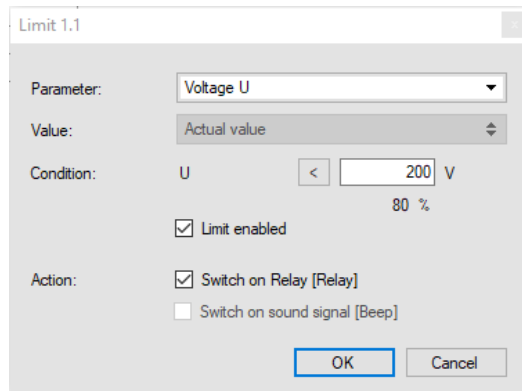 Limit 1.1
x
Parameter: Voltage U
Value: Actual value
Condition: U < 200 V
80 %
Limit enabled
Action: Switch on Relay [Relay]
Switch on sound signal [Beep]
OK Cancel